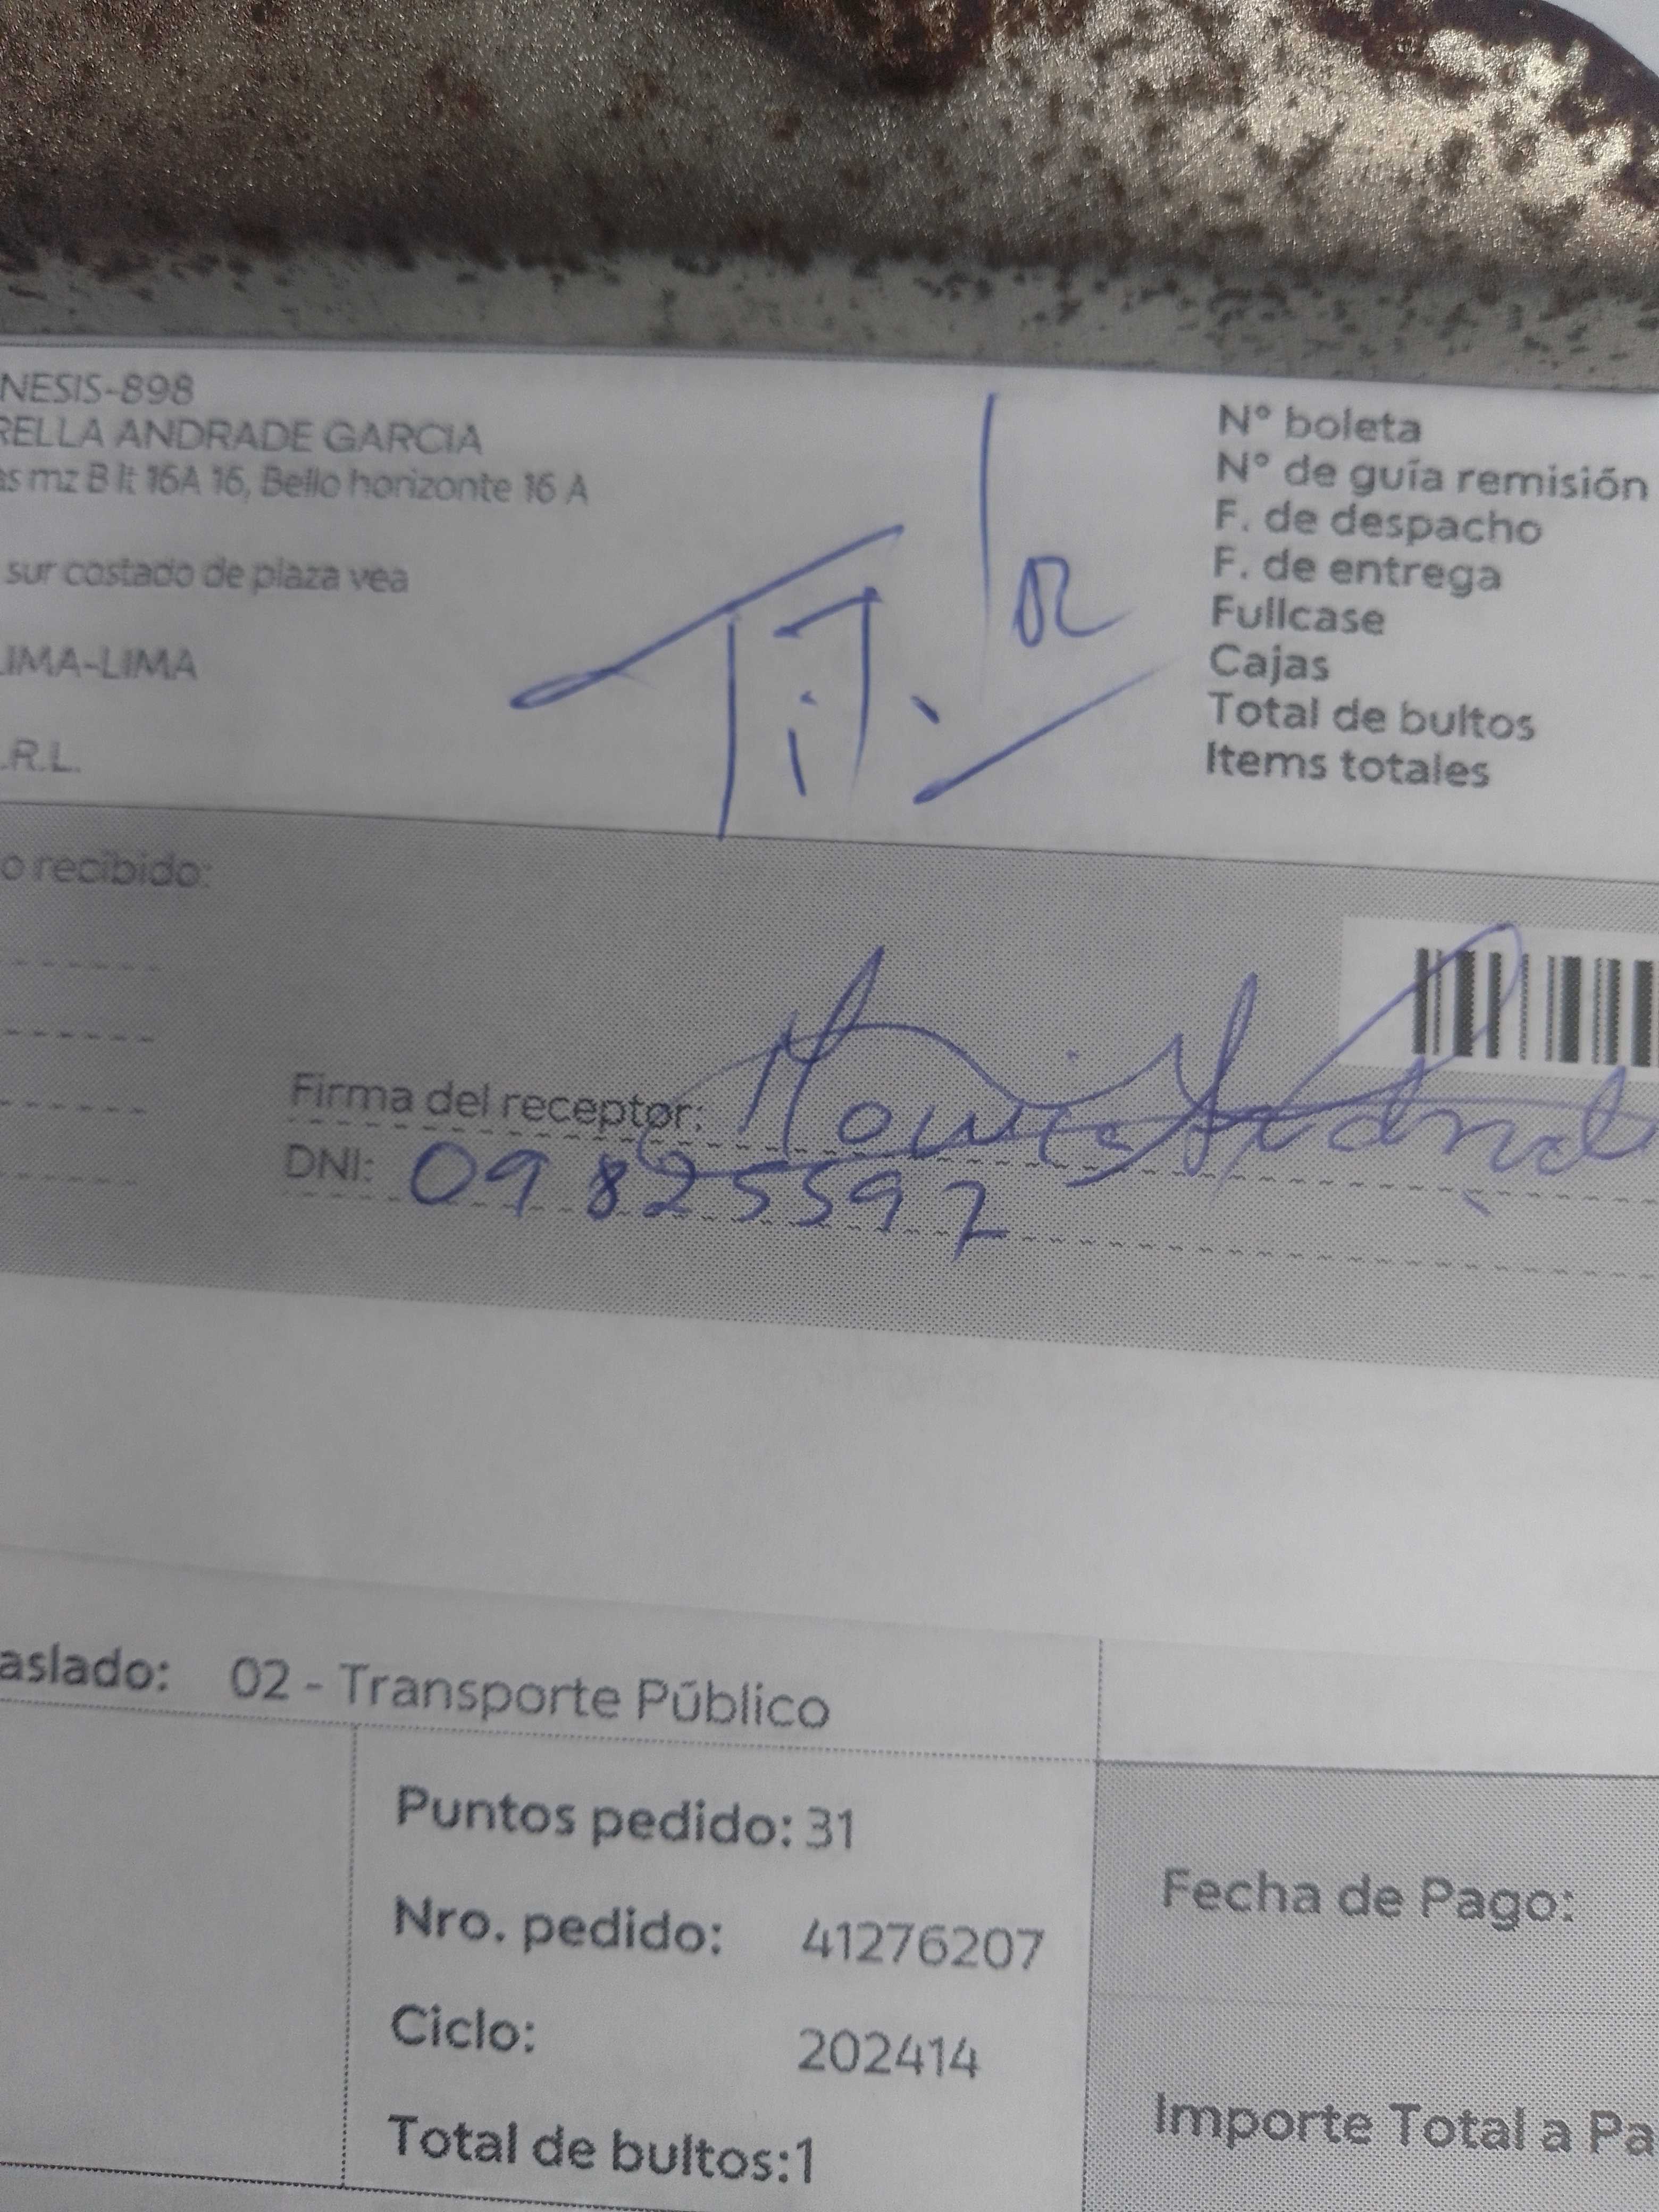 NESIS-898
RELLA ANDRADE GARCIA
as mz B lt 16A 16, Bello horizonte 16 A
sur costado de plaza vea
LIMA-LIMA
.R.L.
N° boleta
N° de guía remisión
F. de despacho
F. de entrega
Fullcase
Cajas
Total de bultos
Items totales
o recibido:
Firma del receptor:
DNI: 09825597
aslado: 02 - Transporte Público
Puntos pedido: 31
Nro. pedido: 41276207
Ciclo: 202414
Total de bultos:1
Fecha de Pago:
Importe Total a Pa